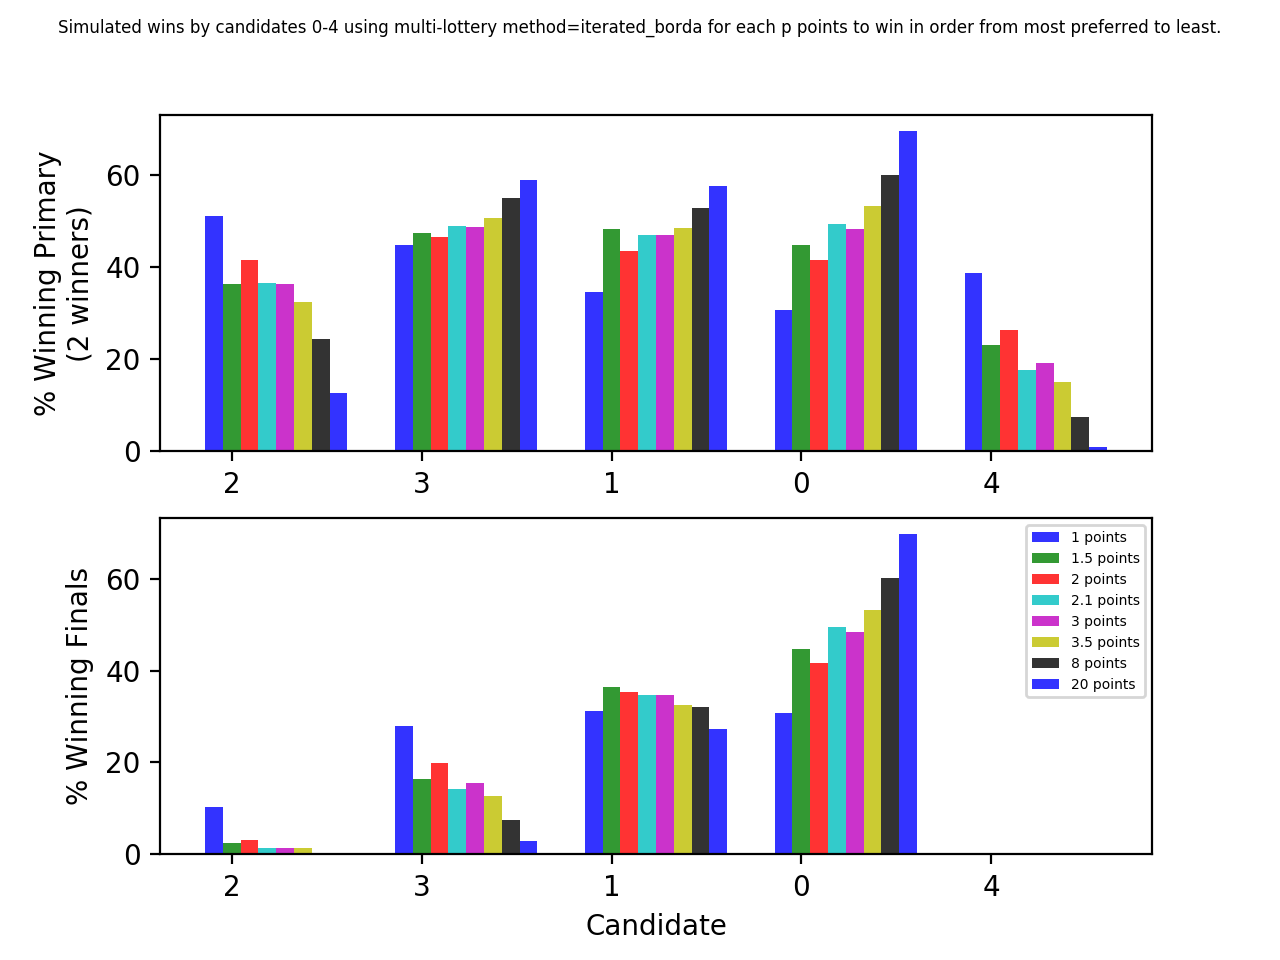 Simulated wins by candidates 0-4 using multi-lottery method=iterated_borda for each p points to win in order from most preferred to least.
% Winning Primary
(2 winners)
60
40
20
0
2 3 1 0 4
% Winning Finals
60
40
20
0
1 points
1.5 points
2 points
2.1 points
3 points
3.5 points
8 points
20 points
2 3 1 0 4
Candidate